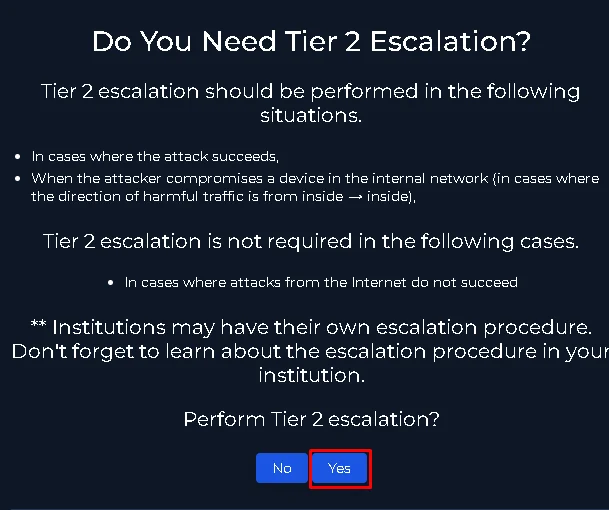 Do You Need Tier 2 Escalation?
Tier 2 escalation should be performed in the following
situations.
• In cases where the attack succeeds,
• When the attacker compromises a device in the internal network (in cases where
the direction of harmful traffic is from inside → inside),
Tier 2 escalation is not required in the following cases.
• In cases where attacks from the Internet do not succeed
** Institutions may have their own escalation procedure.
Don't forget to learn about the escalation procedure in your
institution.
Perform Tier 2 escalation?
No Yes